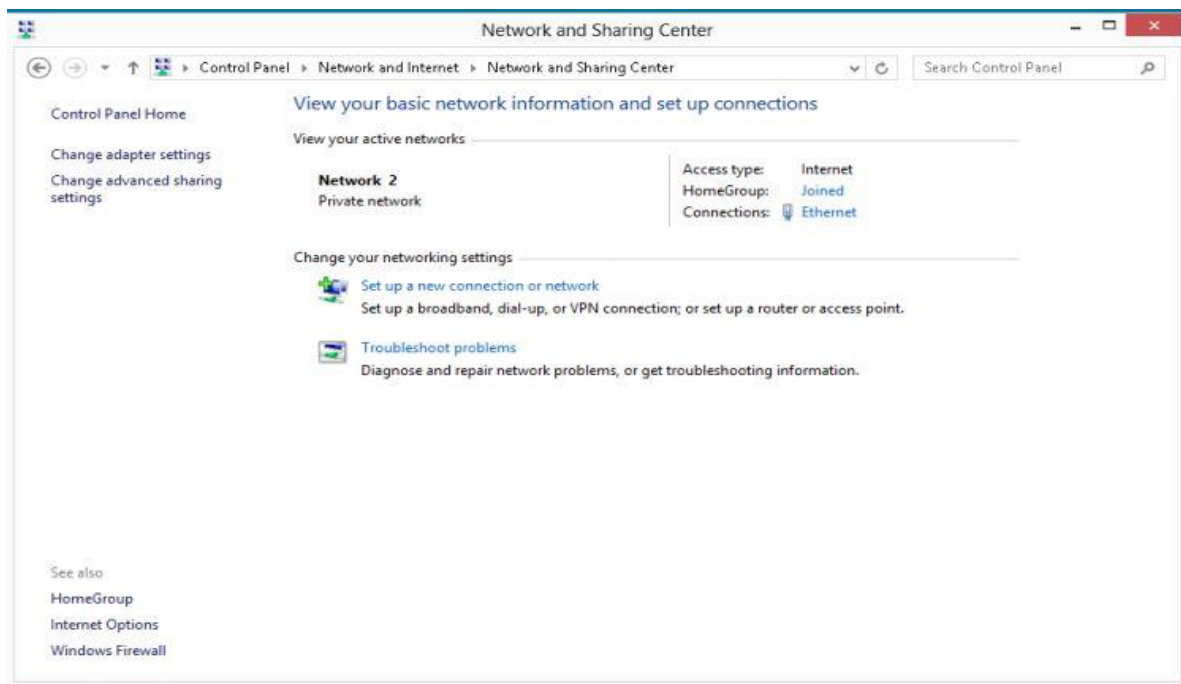 Network and Sharing Center
Control Panel Network and Internet Network and Sharing Center
Search Control Panel
Control Panel Home
Change adapter settings
Change advanced sharing
settings
View your basic network information and set up connections
View your active networks
Network 2
Private network
Access type: Internet
HomeGroup: Joined
Connections: Ethernet
Change your networking settings
Set up a new connection or network
Set up a broadband, dial-up, or VPN connection; or set up a router or access point.
Troubleshoot problems
Diagnose and repair network problems, or get troubleshooting information.
See also
HomeGroup
Internet Options
Windows Firewall